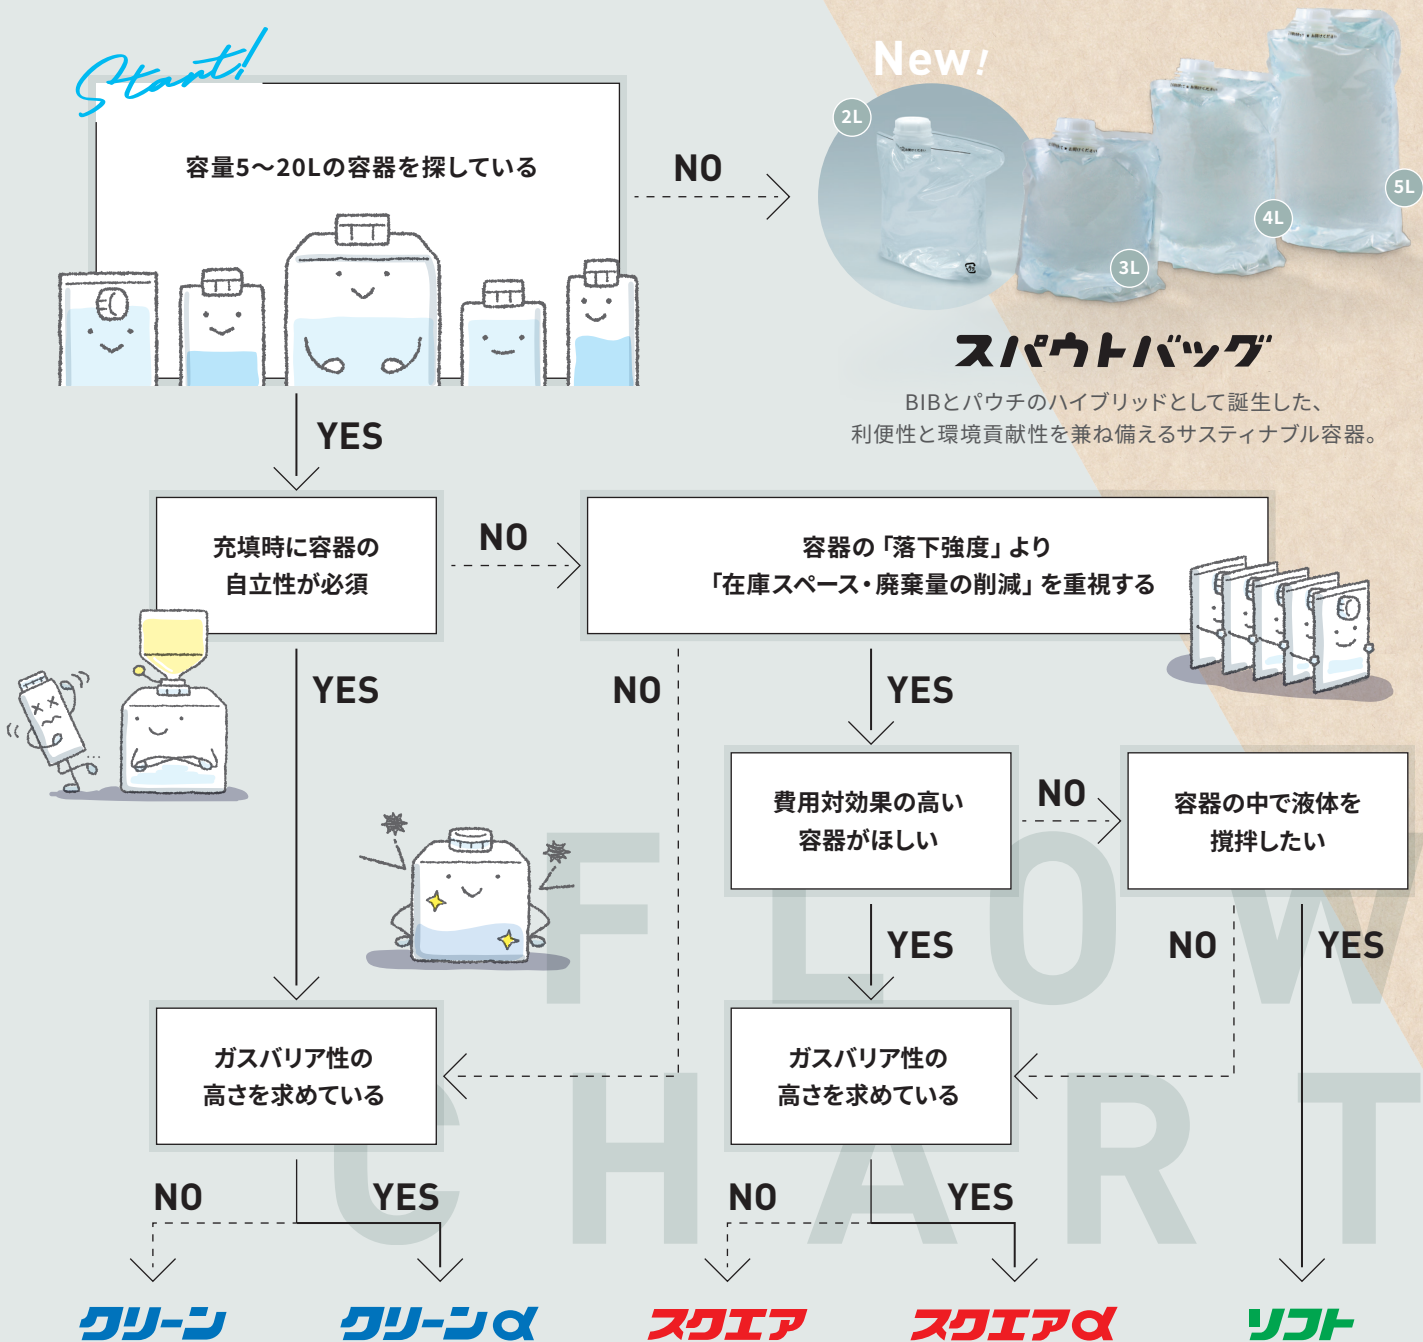 Start!
容量5〜20Lの容器を探している
NO
New!
2L
3L
4L
5L
スパウトバッグ
BIBとパウチのハイブリッドとして誕生した、
利便性と環境貢献性を兼ね備えるサスティナブル容器。
YES
充填時に容器の
自立性が必須
NO
容器の「落下強度」より
「在庫スペース・廃棄量の削減」を重視する
YES
NO
YES
費用対効果の高い
容器がほしい
NO
容器の中で液体を
撹拌したい
YES
NO
YES
FLOW
CHART
ガスバリア性の
高さを求めている
ガスバリア性の
高さを求めている
NO
YES
NO
YES
クリーン
クリーンα
スクエア
スクエアα
ソフト